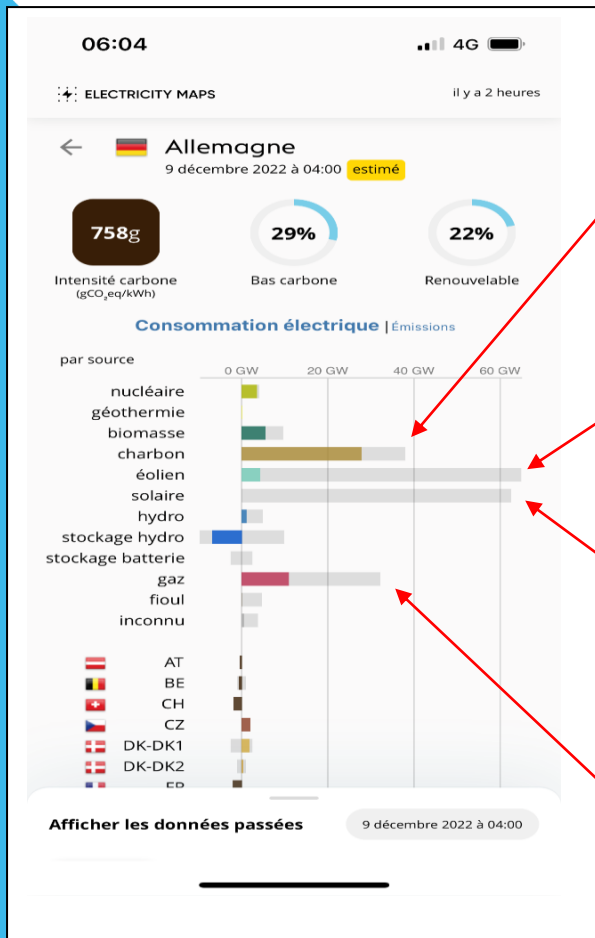 06:04 4G
ELECTRICITY MAPS il y a 2 heures
Allemagne
9 décembre 2022 à 04:00 estimé
758g 29% 22%
Intensité carbone Bas carbone Renouvelable
(gCO₂eq/kWh)
Consommation électrique | Émissions
par source
0 GW 20 GW 40 GW 60 GW
nucléaire
géothermie
biomasse
charbon
éolien
solaire
hydro
stockage hydro
stockage batterie
gaz
fioul
inconnu
AT
BE
CH
CZ
DK-DK1
DK-DK2
Afficher les données passées 9 décembre 2022 à 04:00